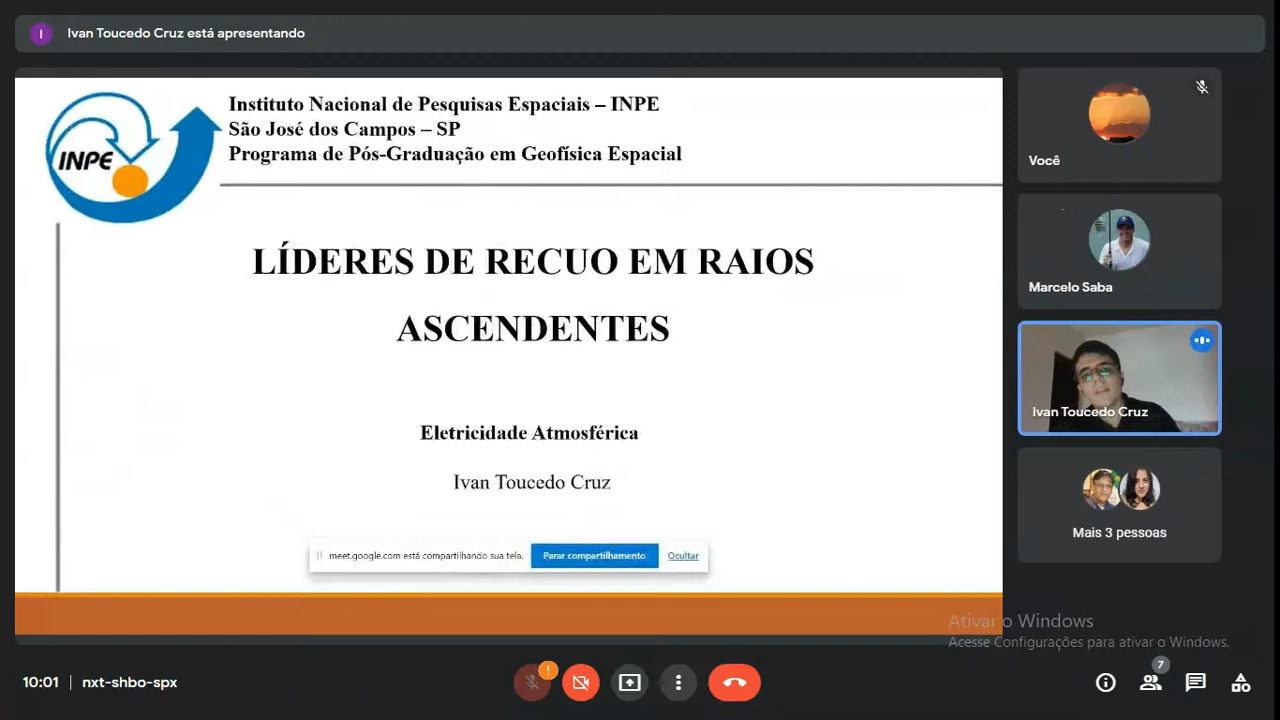 I
Ivan Toucedo Cruz está apresentando
INPE
Instituto Nacional de Pesquisas Espaciais – INPE
São José dos Campos – SP
Programa de Pós-Graduação em Geofísica Espacial
LÍDERES DE RECUO EM RAIOS
ASCENDENTES
Eletricidade Atmosférica
Ivan Toucedo Cruz
meet.google.com está compartilhando sua tela.
Parar compartilhamento
Ocultar
Você
Marcelo Saba
Ivan Toucedo Cruz
Mais 3 pessoas
Ativar o Windows
Acesse Configurações para ativar o Windows.
10:01 | nxt-shbo-spx
!
7